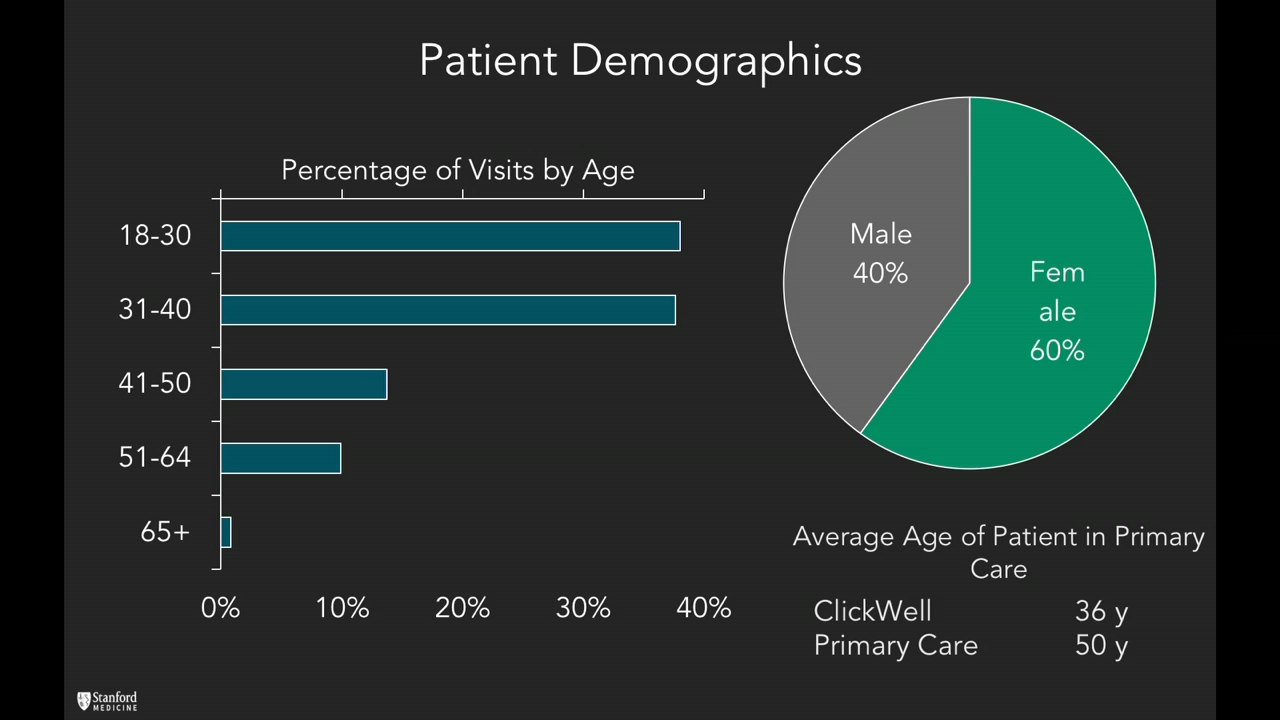 Patient Demographics
Percentage of Visits by Age
18-30
31-40
41-50
51-64
65+
0% 10% 20% 30% 40%
Male
40%
Fem
ale
60%
Average Age of Patient in Primary
Care
ClickWell 36 y
Primary Care 50 y
Stanford
MEDICINE